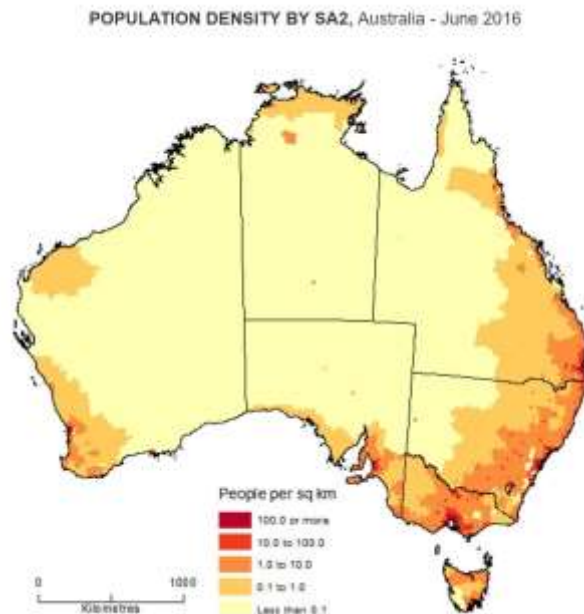 POPULATION DENSITY BY SA2, Australia - June 2016
People per sq km
100.0 or more
10.0 to 100.0
1.0 to 10.0
0.1 to 1.0
Less than 0.1
0 1000
Kilometres